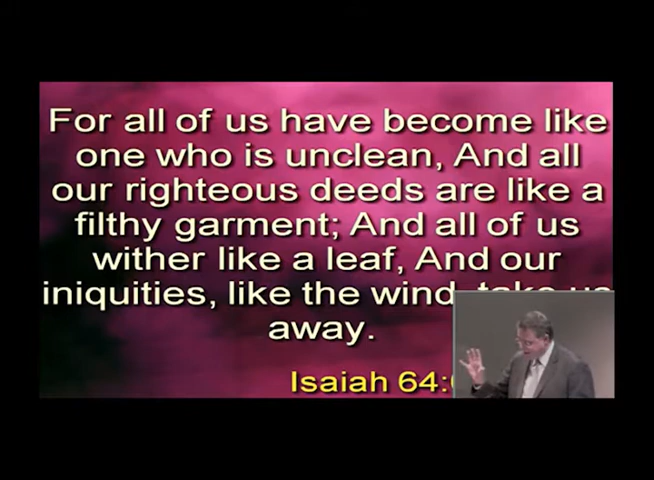 For all of us have become like
one who is unclean, And all
our righteous deeds are like a
filthy garment; And all of us
wither like a leaf, And our
iniquities, like the wind, take us
away.
Isaiah 64: